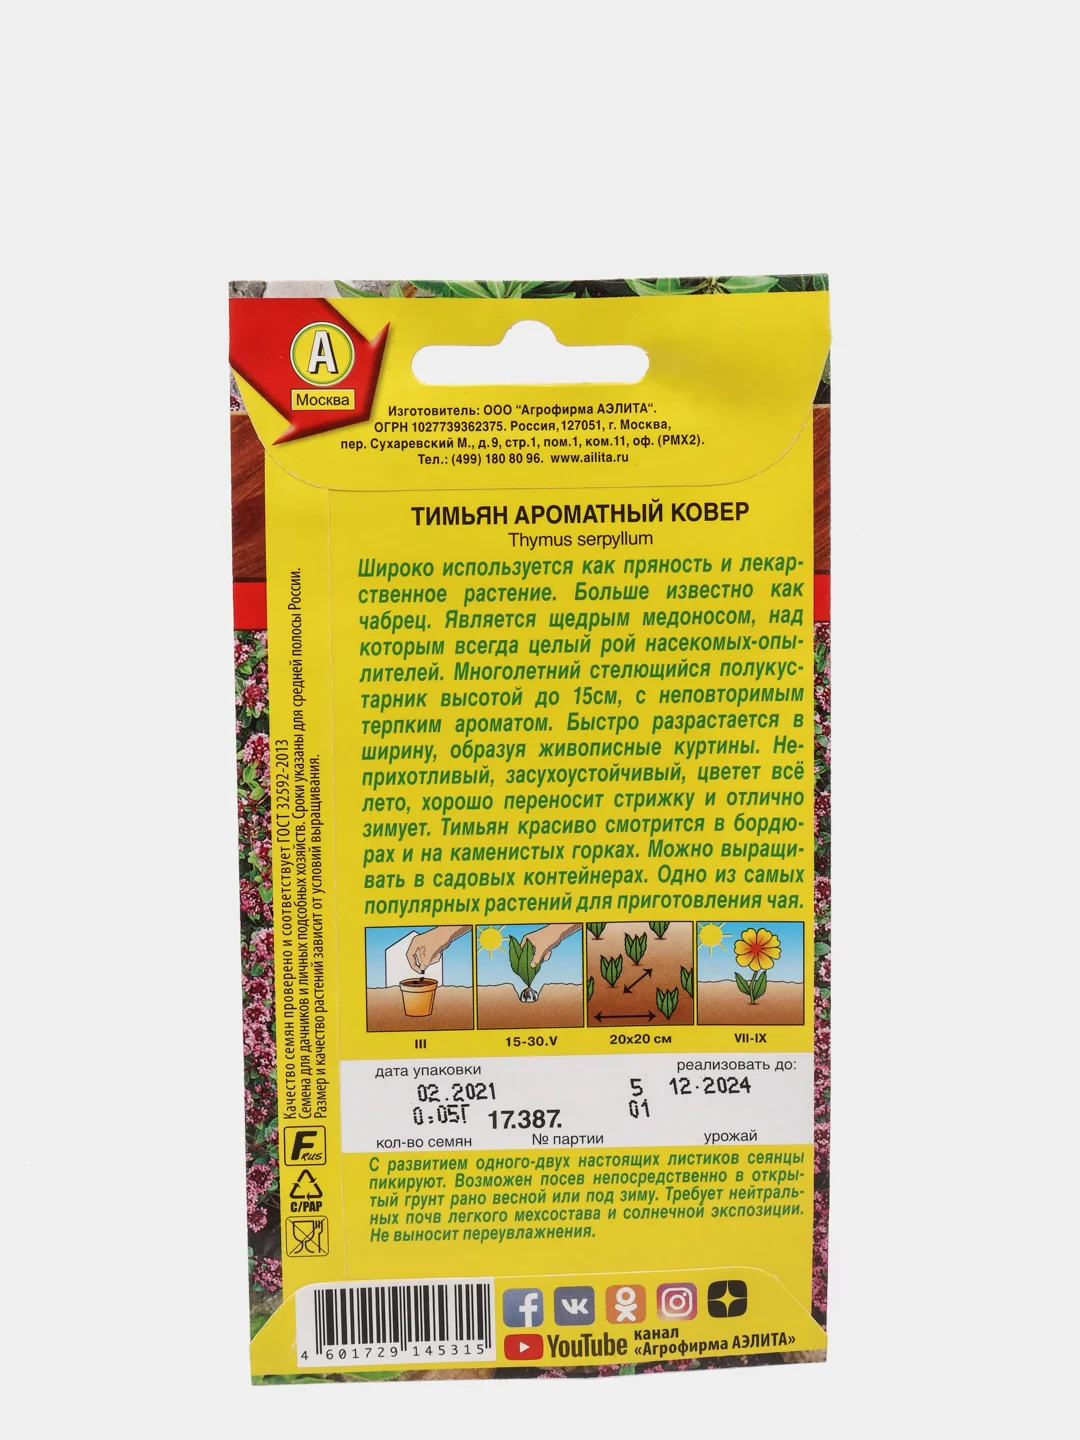 А
Москва
Изготовитель: ООО "Агрофирма АЭЛИТА".
ОГРН 1027739362375. Россия,127051, г. Москва,
пер. Сухаревский М., д.9, стр.1, пом.1, ком.11, оф. (РМХ2).
Тел.: (499) 180 80 96. www.ailita.ru
ТИМЬЯН АРОМАТНЫЙ КОВЕР
Thymus serpyllum
Широко используется как пряность и лекар-
ственное растение. Больше известно как
чабрец. Является щедрым медоносом, над
которым всегда целый рой насекомых-опы-
лителей. Многолетний стелющийся полукус-
тарник высотой до 15см, с неповторимым
терпким ароматом. Быстро разрастается в
ширину, образуя живописные куртины. Не-
прихотливый, засухоустойчивый, цветет всё
лето, хорошо переносит стрижку и отлично
зимует. Тимьян красиво смотрится в бордю-
рах и на каменистых горках. Можно выращи-
вать в садовых контейнерах. Одно из самых
популярных растений для приготовления чая.
III
15-30.V
20х20 см
VII-IX
дата упаковки
реализовать до:
02.2021
5
12·2024
0.05Г
17.387.
01
кол-во семян
№ партии
урожай
С развитием одного-двух настоящих листиков сеянцы
пикируют. Возможен посев непосредственно в откры-
тый грунт рано весной или под зиму. Требует нейтраль-
ных почв легкого мехсостава и солнечной экспозиции.
Не выносит переувлажнения.
Качество семян проверено и соответствует ГОСТ 32592-2013
Семена для дачников и личных подсобных хозяйств. Сроки указаны для средней полосы России.
Размер и качество растений зависит от условий выращивания.
F RUS
C/PAP
4 601729 145315
YouTube
канал
«Агрофирма АЭЛИТА»